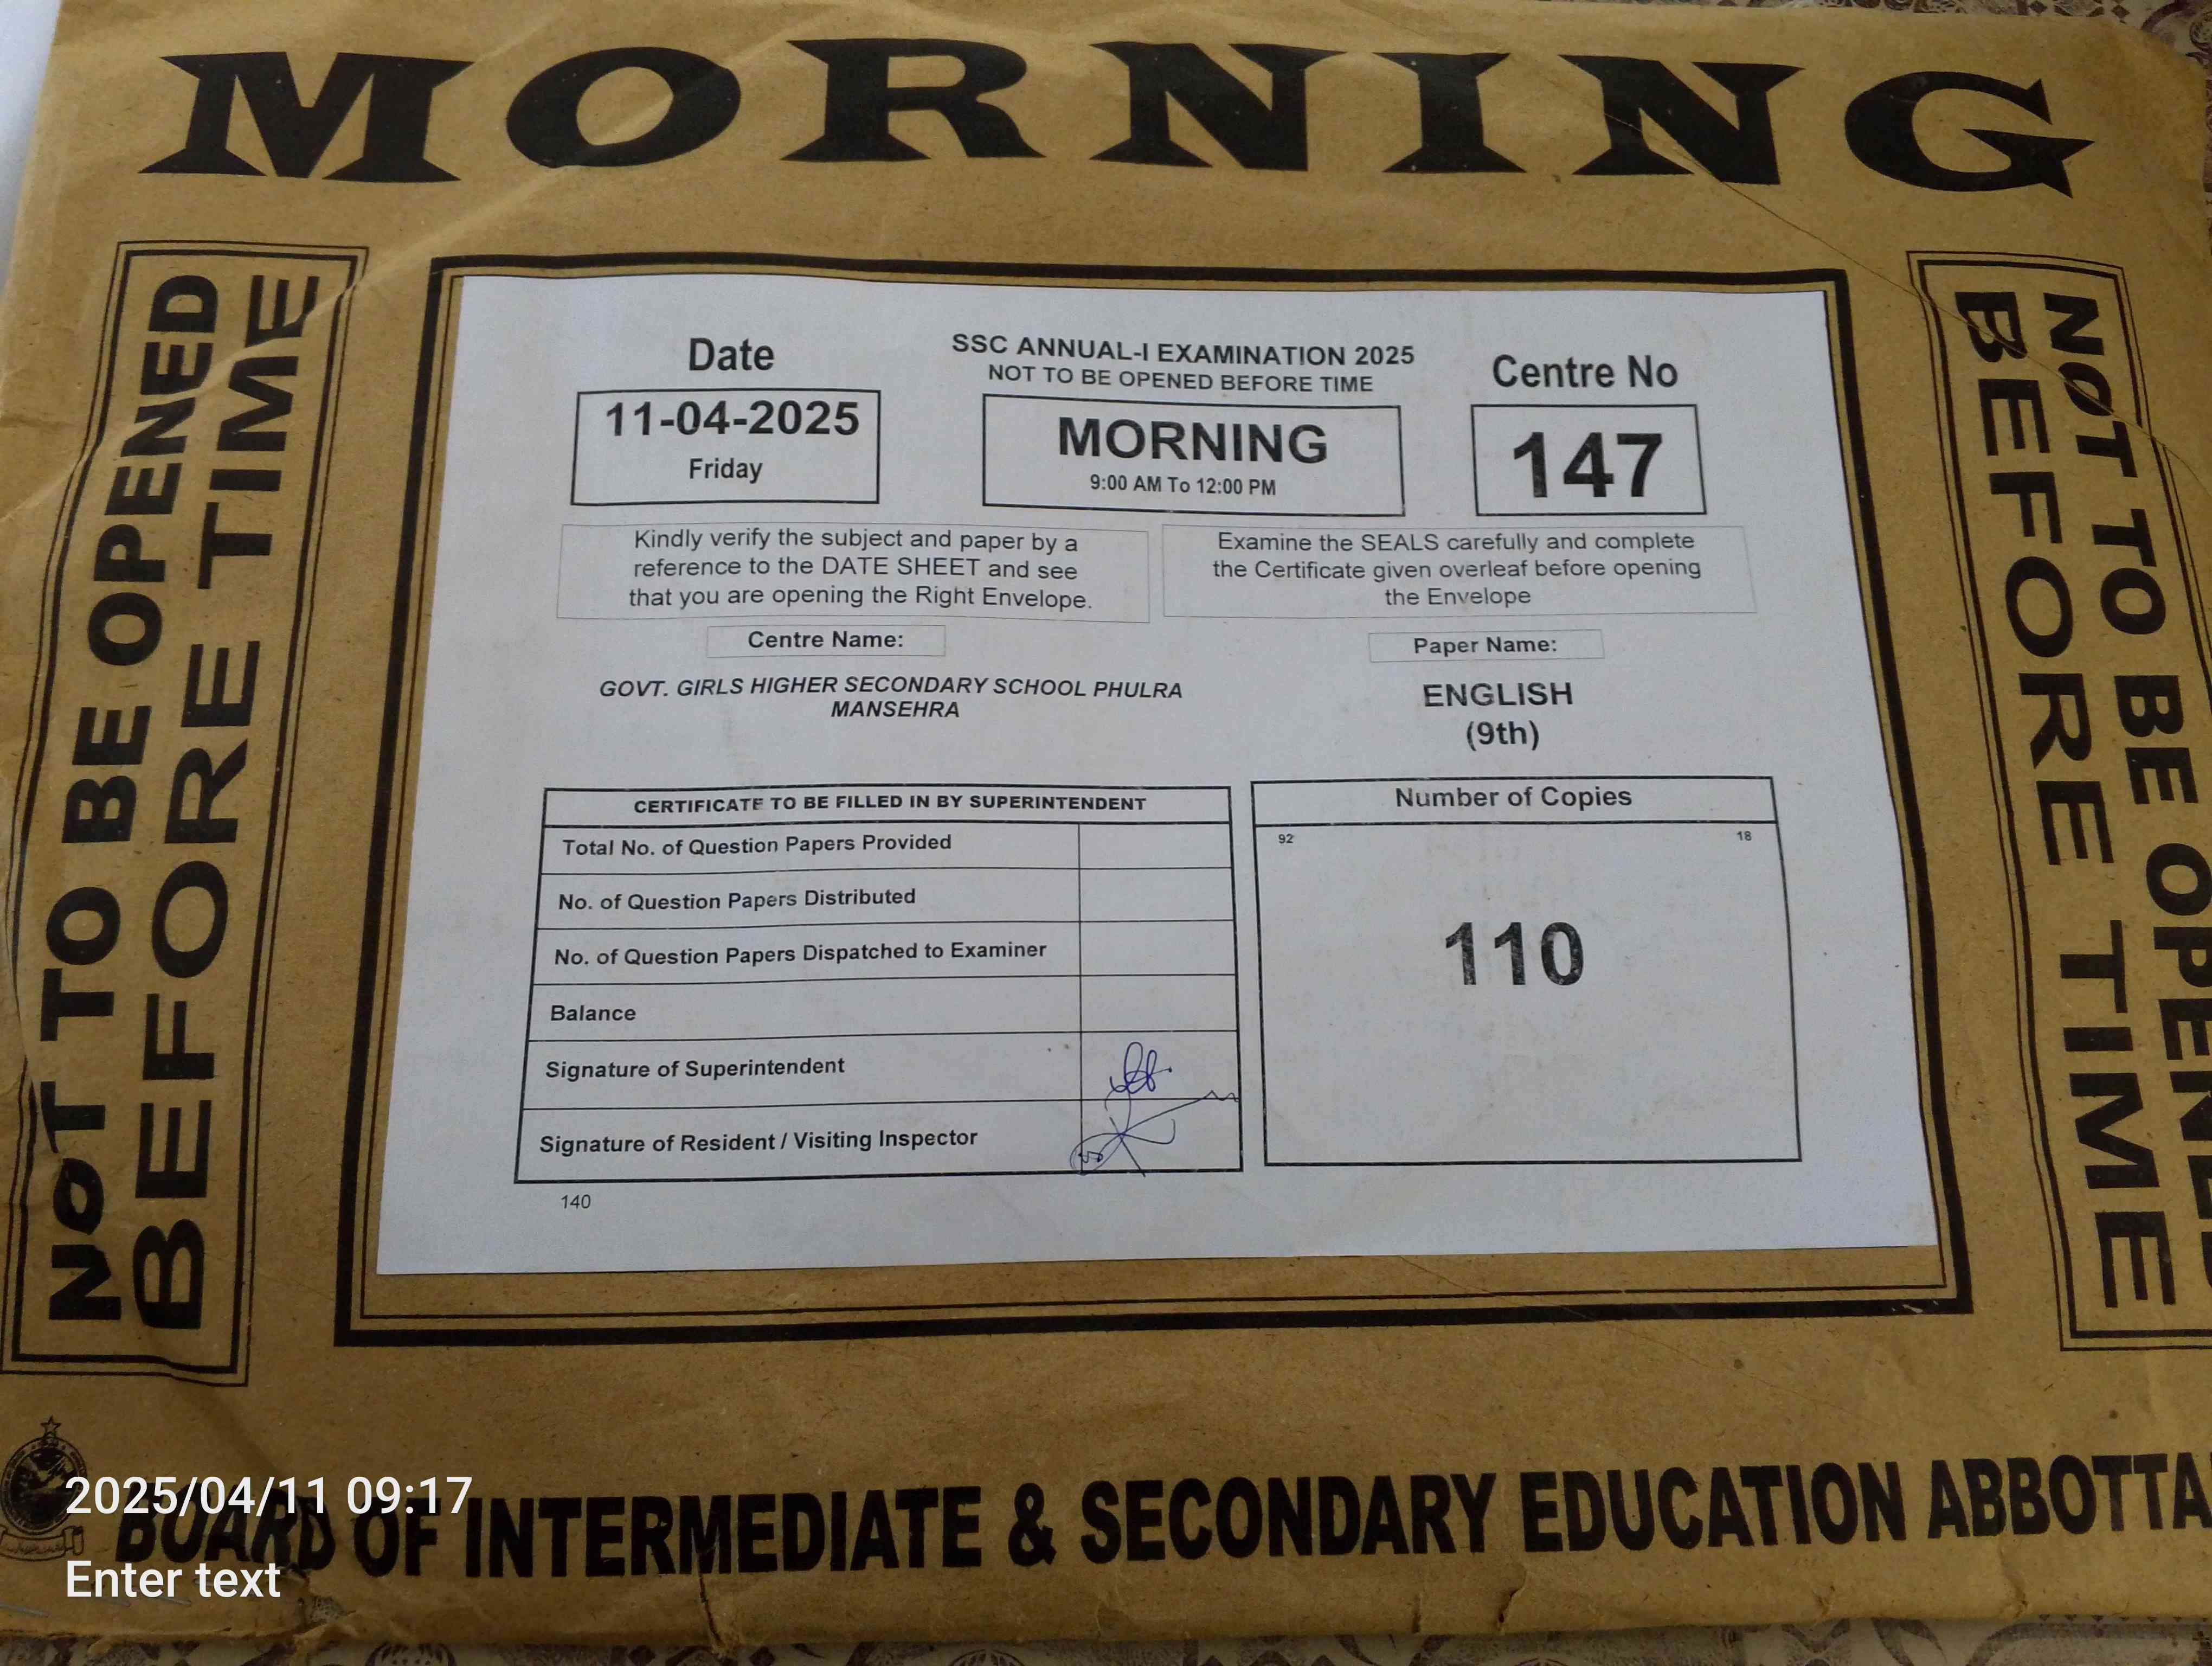 MORNING
NOT TO BE OPENED
BEFORE TIME
Date
11-04-2025
Friday
SSC ANNUAL-I EXAMINATION 2025
NOT TO BE OPENED BEFORE TIME
MORNING
9:00 AM To 12:00 PM
Centre No
147
Kindly verify the subject and paper by a
reference to the DATE SHEET and see
that you are opening the Right Envelope.
Examine the SEALS carefully and complete
the Certificate given overleaf before opening
the Envelope
Centre Name:
GOVT. GIRLS HIGHER SECONDARY SCHOOL PHULRA
MANSEHRA
Paper Name:
ENGLISH
(9th)
CERTIFICATE TO BE FILLED IN BY SUPERINTENDENT
Total No. of Question Papers Provided
No. of Question Papers Distributed
No. of Question Papers Dispatched to Examiner
Balance
Signature of Superintendent
Signature of Resident / Visiting Inspector
140
Number of Copies
92 18
110
NOT TO BE OPENED
BEFORE TIME
BOARD OF INTERMEDIATE & SECONDARY EDUCATION ABBOTTA
2025/04/11 09:17
Enter text